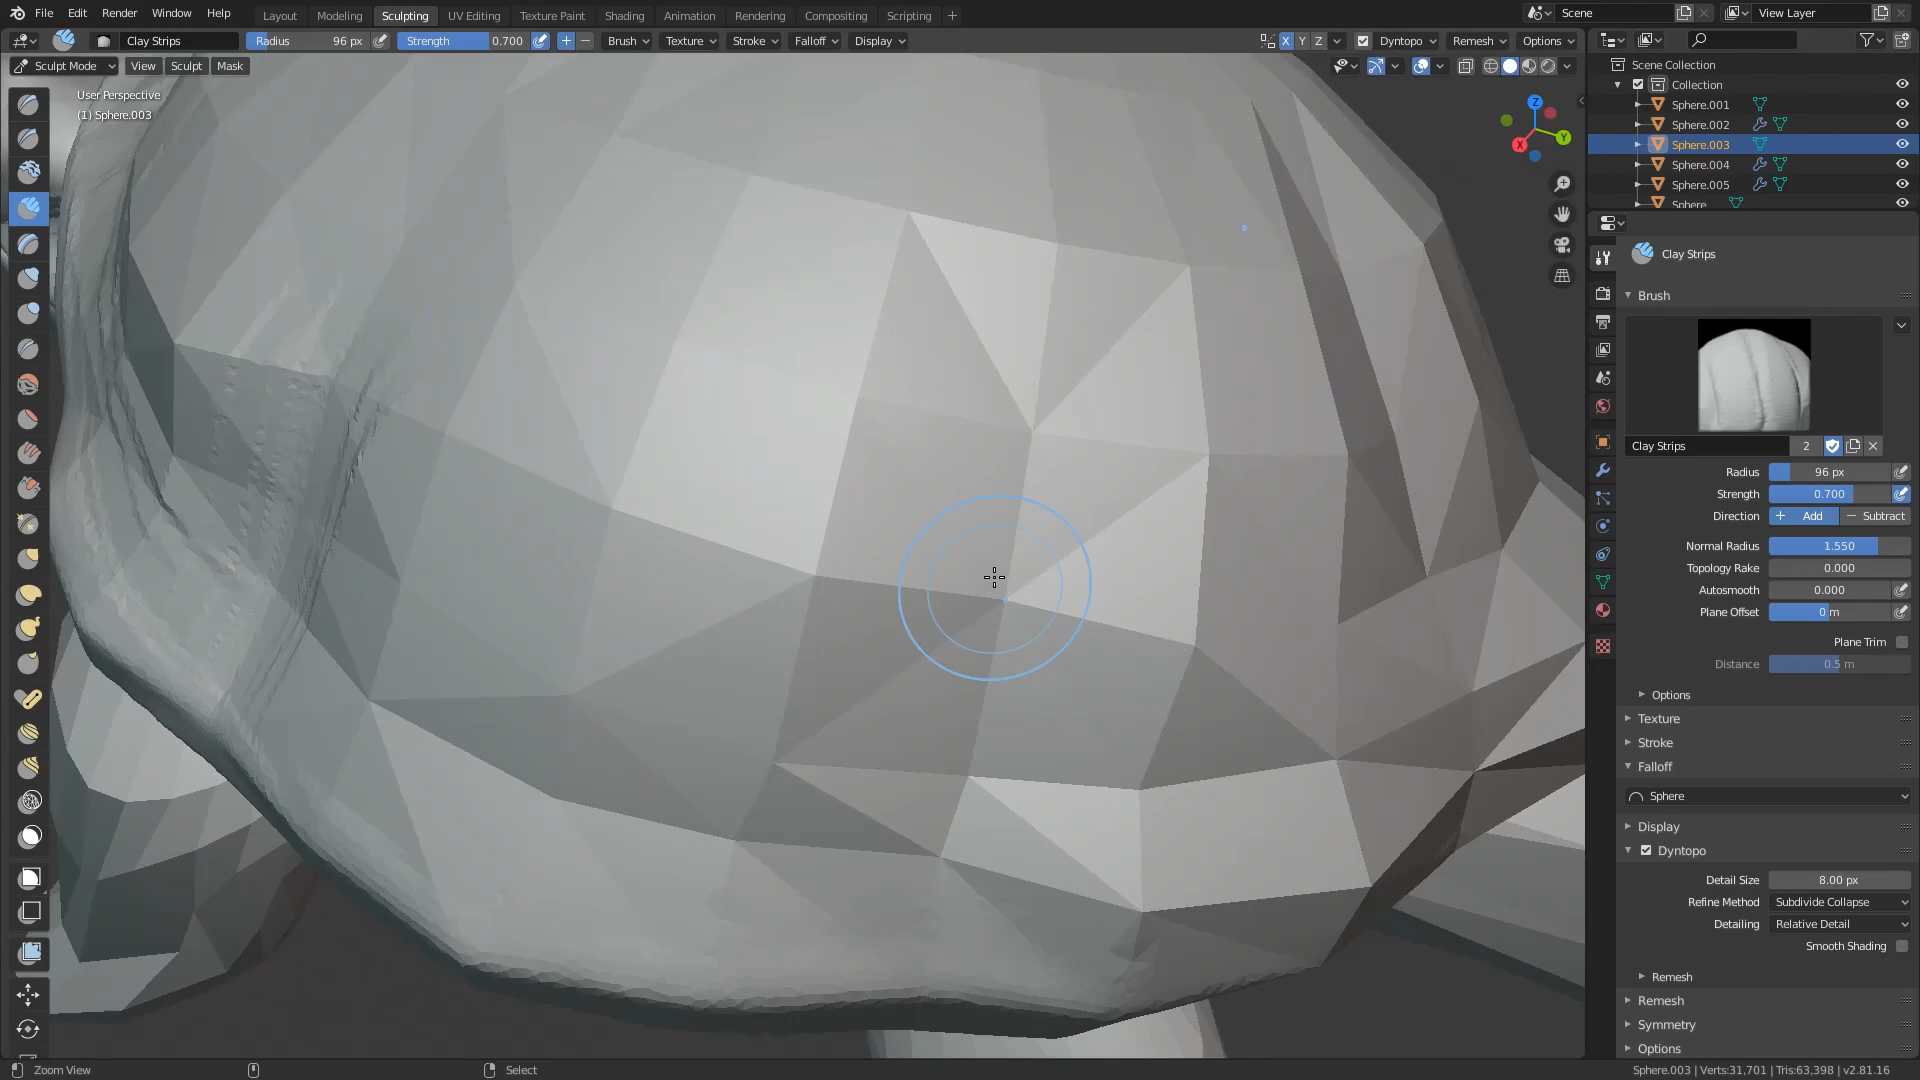 File Edit Render Window Help Layout Modeling Sculpting UV Editing Texture Paint Shading Animation Rendering Compositing Scripting + Scene View Layer
Clay Strips Radius 96 px Strength 0.700 + − Brush Texture Stroke Falloff Display X Y Z Dyntopo Remesh Options
Sculpt Mode View Sculpt Mask
User Perspective
(1) Sphere.003
Z
Y
X
Scene Collection
Collection
Sphere.001
Sphere.002
Sphere.003
Sphere.004
Sphere.005
Sphere
Clay Strips
Brush
Clay Strips 2
Radius 96 px
Strength 0.700
Direction + Add − Subtract
Normal Radius 1.550
Topology Rake 0.000
Autosmooth 0.000
Plane Offset 0 m
Plane Trim
Distance 0.5 m
Options
Texture
Stroke
Falloff
Sphere
Display
Dyntopo
Detail Size 8.00 px
Refine Method Subdivide Collapse
Detailing Relative Detail
Smooth Shading
Remesh
Remesh
Symmetry
Options
Zoom View Select Sphere.003 | Verts:31,701 | Tris:63,398 | v2.81.16